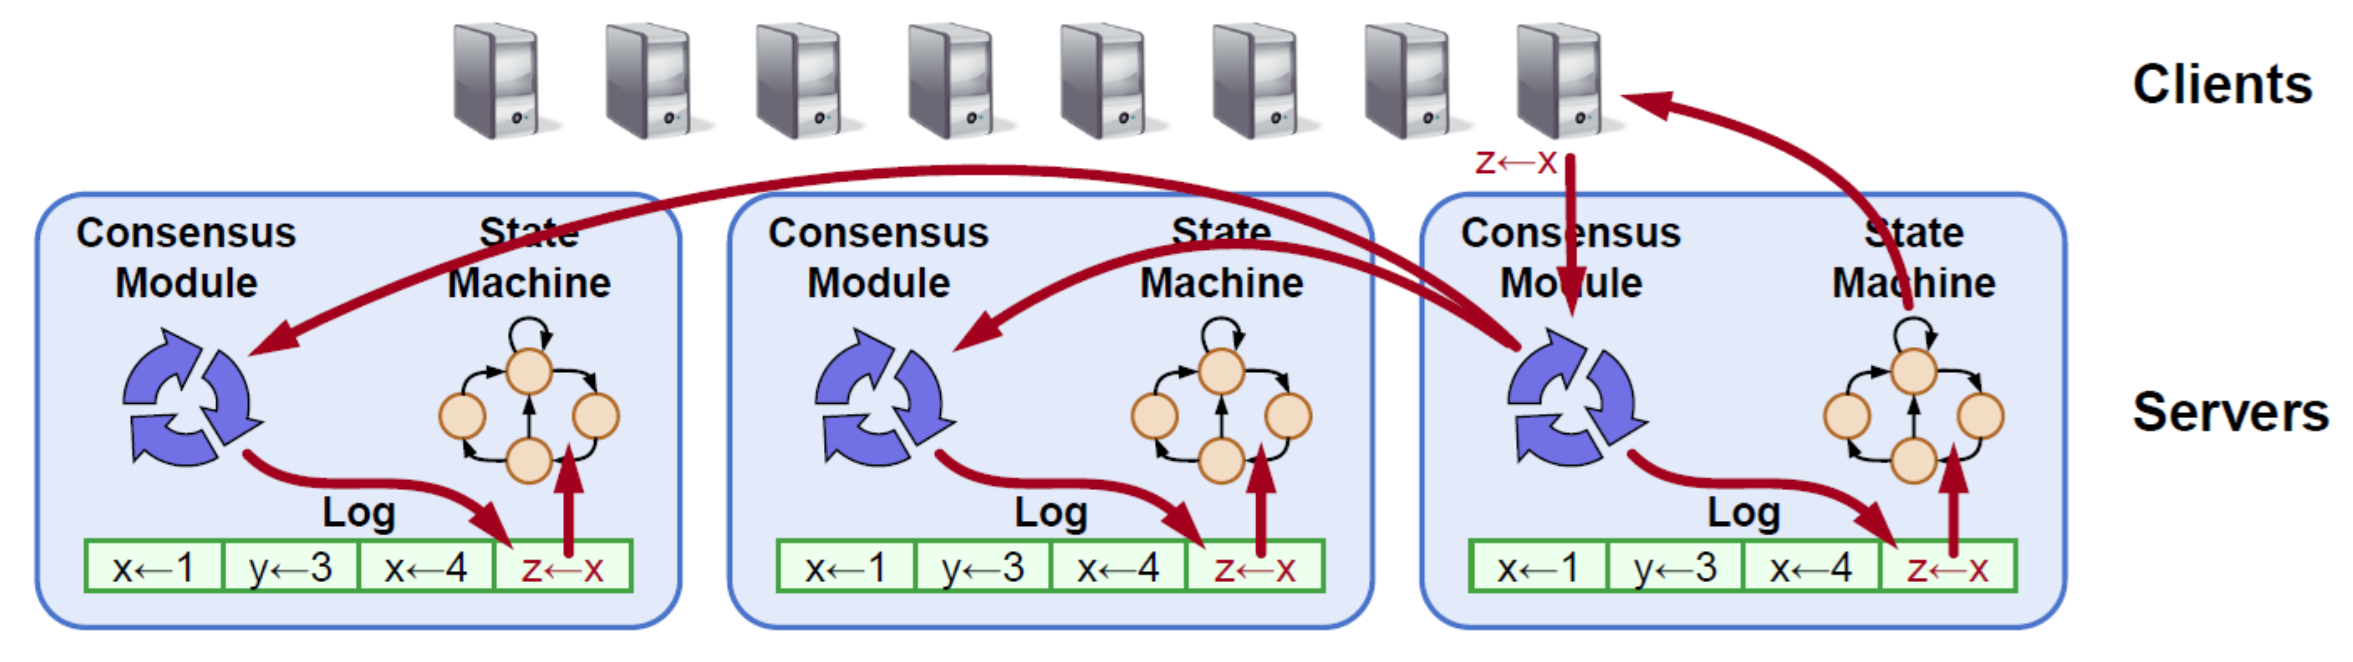 Clients
z←x
Consensus Module
State Machine
Consensus Module
State Machine
Consensus Module
State Machine
Servers
Log
Log
Log
x←1 y←3 x←4 z←x
x←1 y←3 x←4 z←x
x←1 y←3 x←4 z←x